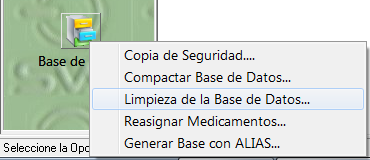 Copia de Seguridad....
Base de
Compactar Base de Datos...
Limpieza de la Base de Datos...
Reasignar Medicamentos...
Seleccione la Opc
Generar Base con ALIAS...